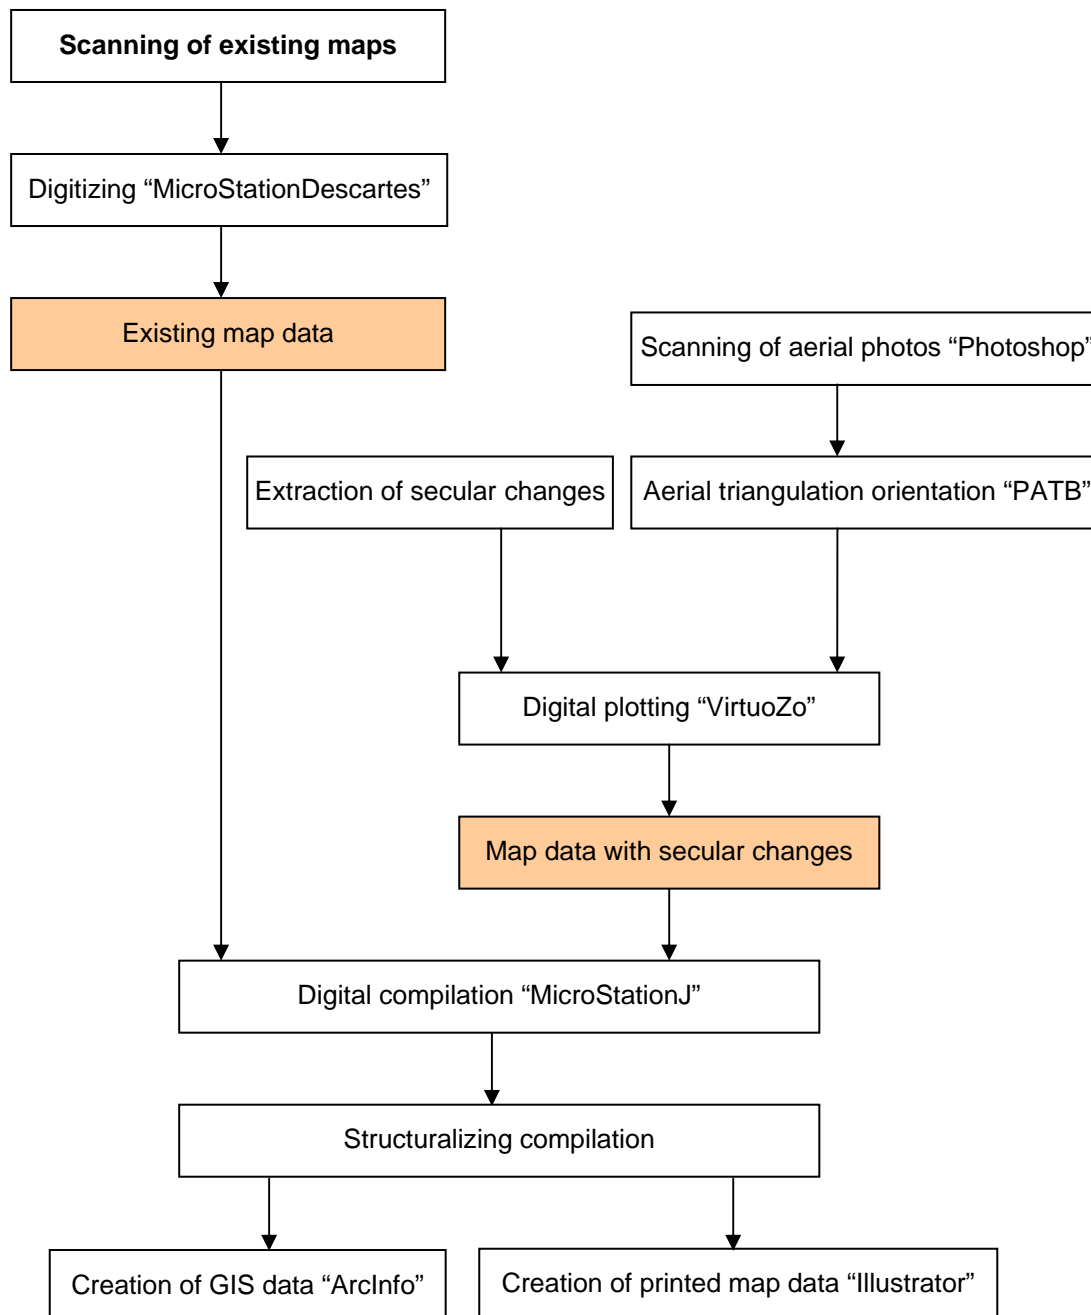 Scanning of existing maps
Digitizing “MicroStationDescartes”
Existing map data
Scanning of aerial photos “Photoshop”
Extraction of secular changes
Aerial triangulation orientation “PATB”
Digital plotting “VirtuoZo”
Map data with secular changes
Digital compilation “MicroStationJ”
Structuralizing compilation
Creation of GIS data “ArcInfo”
Creation of printed map data “Illustrator”